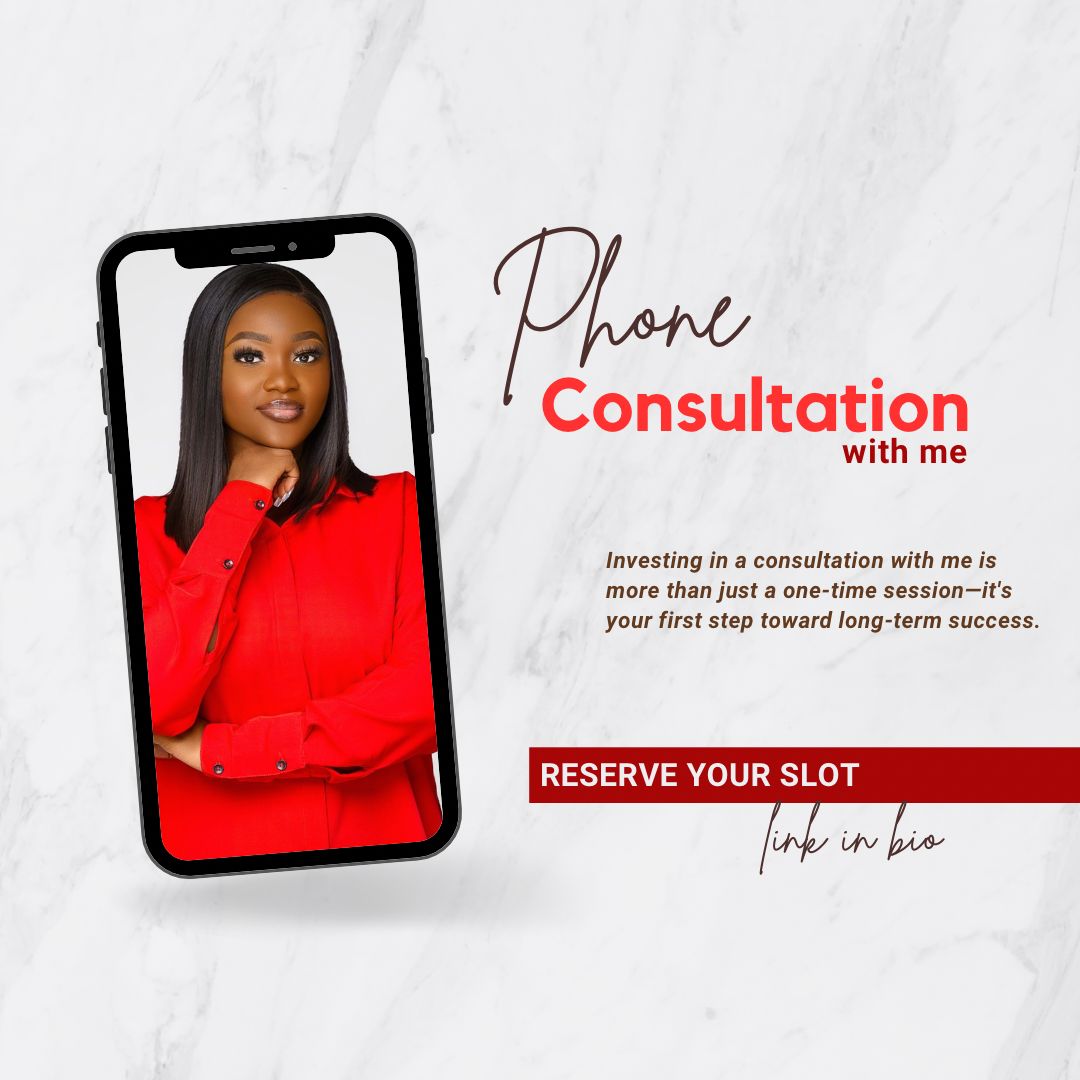 Phone
Consultation
with me
Investing in a consultation with me is
more than just a one-time session—it's
your first step toward long-term success.
RESERVE YOUR SLOT
link in bio